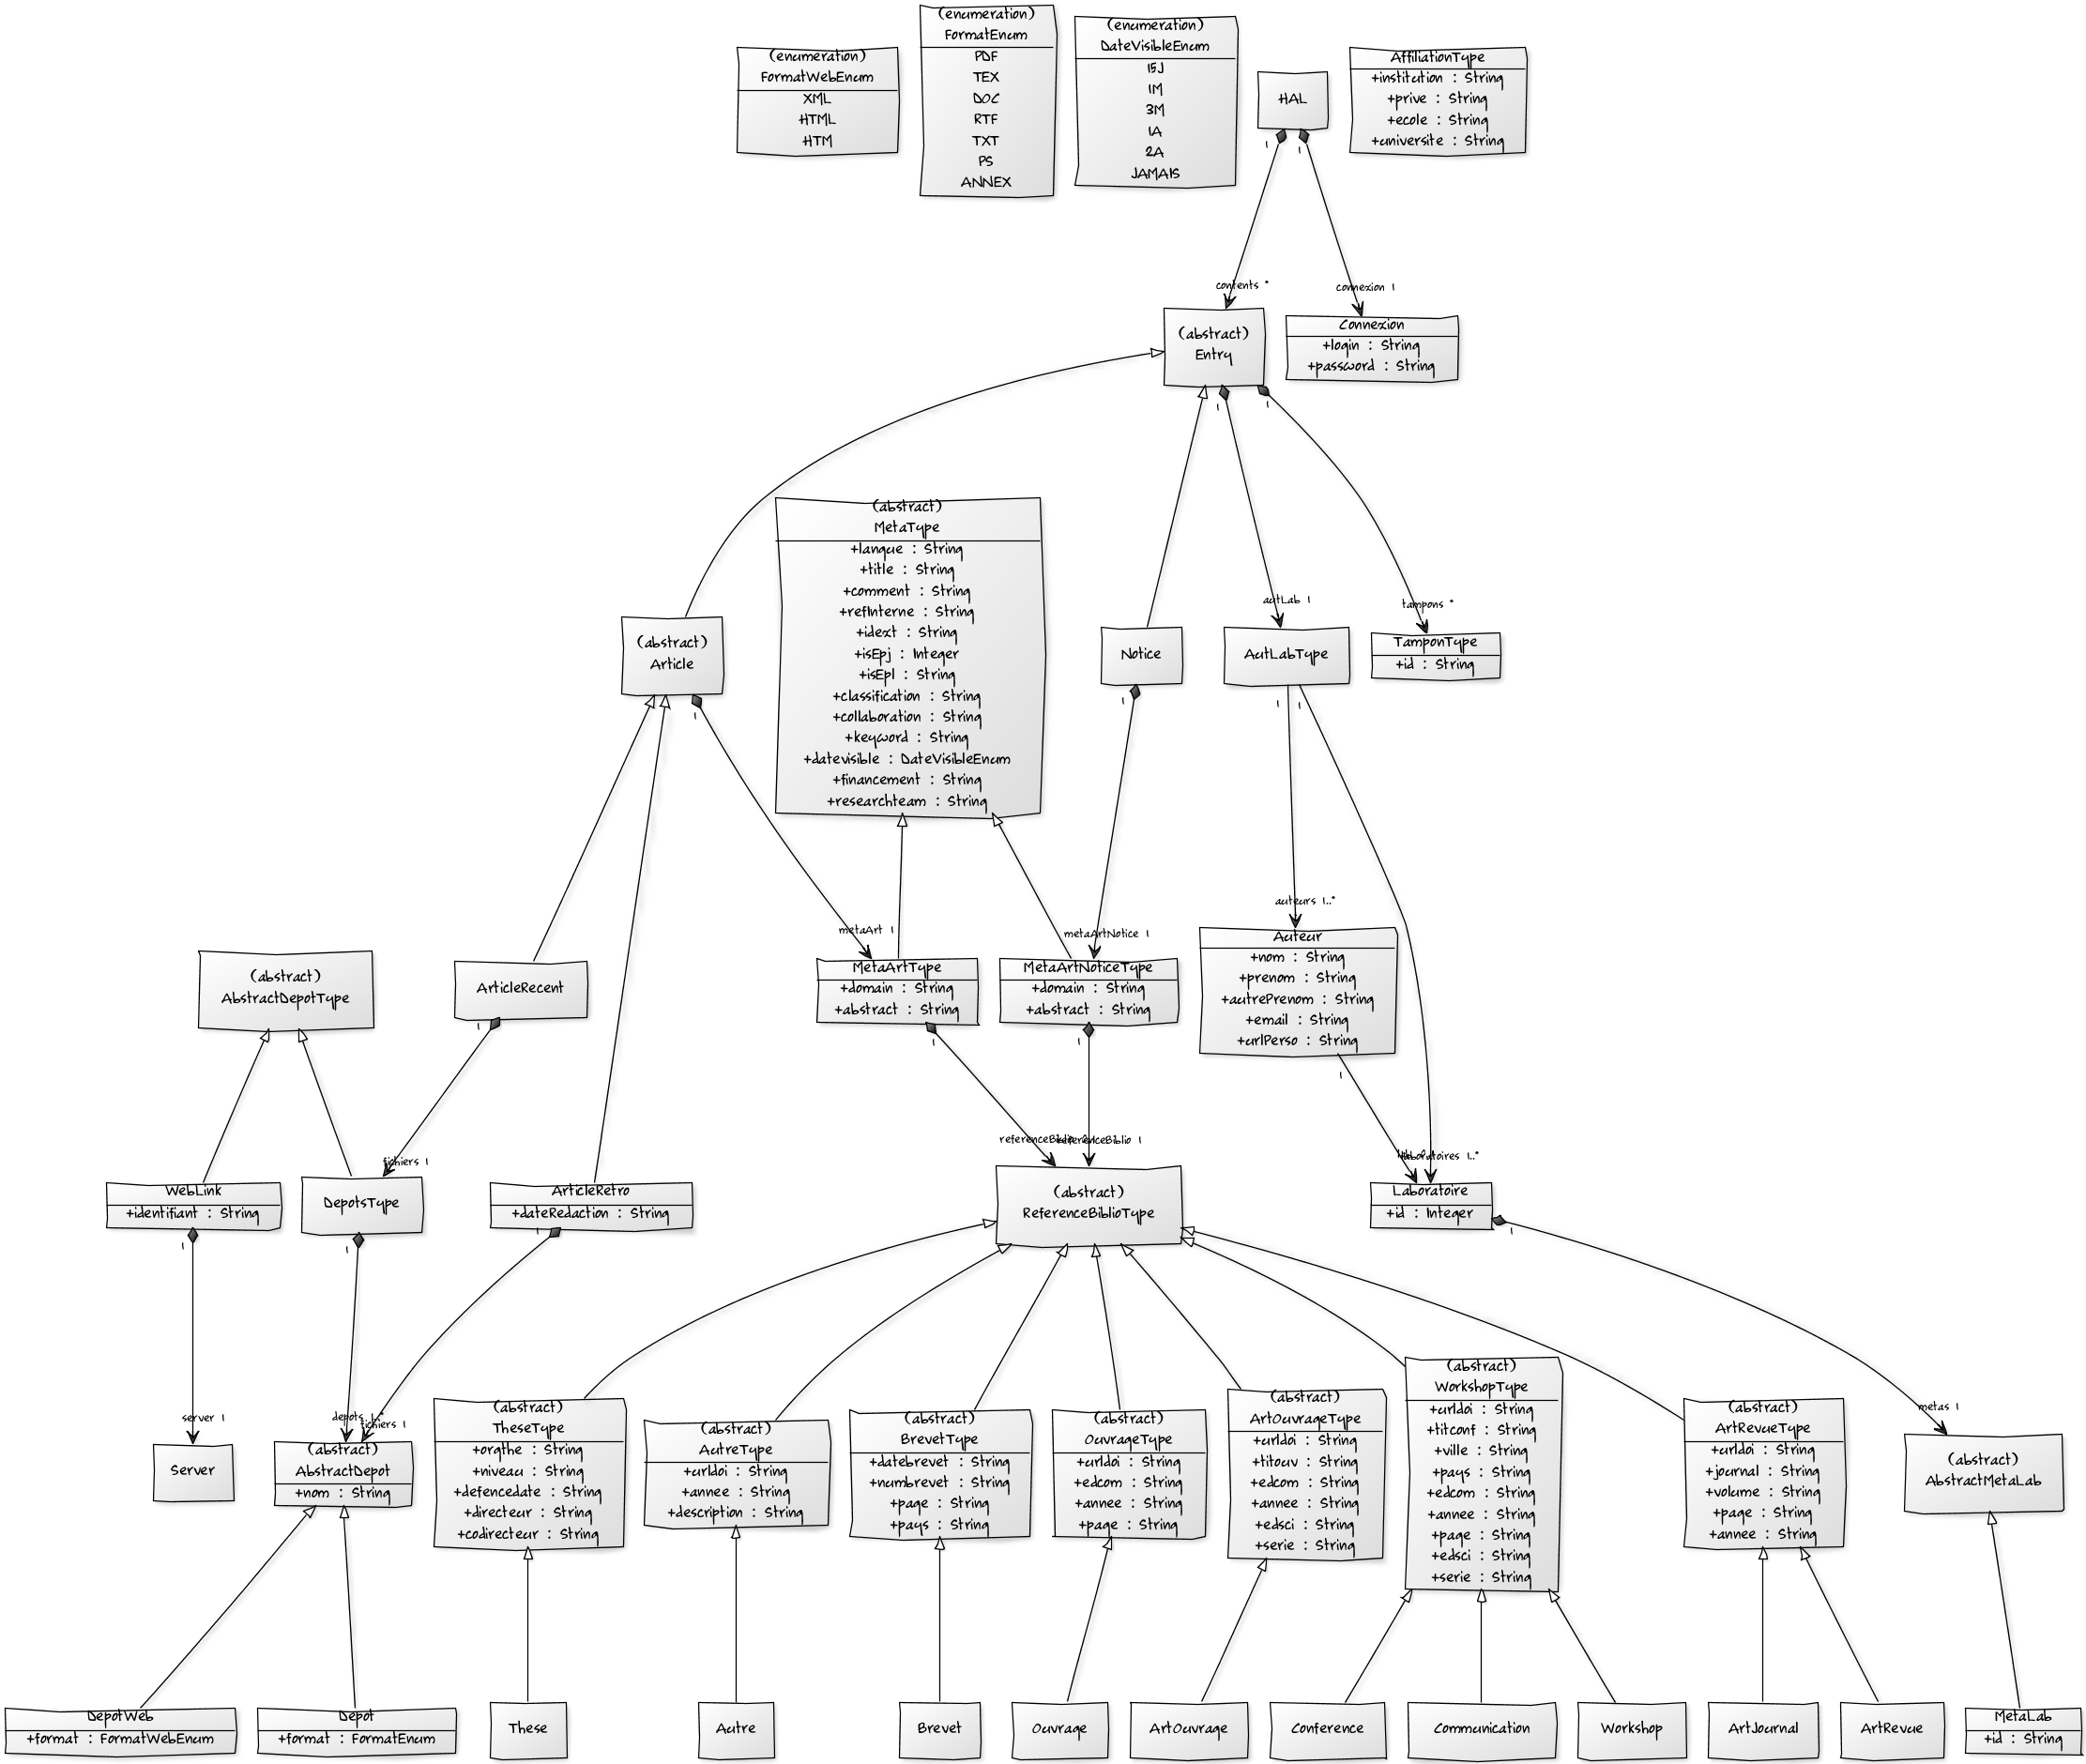 (enumeration)
FormatWebEnum
XML
HTML
HTM
(enumeration)
FormatEnum
PDF
TEX
DOC
RTF
TXT
PS
ANNEX
(enumeration)
DateVisibleEnum
15J
1M
3M
1A
2A
JAMAIS
HAL
AffiliationType
+institution : String
+prive : String
+ecole : String
+universite : String
1
1
contents *
connexion 1
(abstract)
Entry
Connexion
+login : String
+password : String
1
1
(abstract)
MetaType
+langue : String
+title : String
+comment : String
+refInterne : String
+idext : String
+isEpj : Integer
+isEpl : String
+classification : String
+collaboration : String
+keyword : String
+datevisible : DateVisibleEnum
+financement : String
+researchteam : String
autLab 1
tampons *
(abstract)
Article
Notice
AutLabType
TamponType
+id : String
1
1
1
1
metaArt 1
metaArtNotice 1
auteurs 1..*
(abstract)
AbstractDepotType
ArticleRecent
MetaArtType
+domain : String
+abstract : String
MetaArtNoticeType
+domain : String
+abstract : String
Auteur
+nom : String
+prenom : String
+autrePrenom : String
+email : String
+urlPerso : String
1
1
1
1
fichiers 1
referenceBiblio
referenceBiblio 1
laboratoires 1..*
WebLink
+identifiant : String
DepotsType
ArticleRetro
+dateRedaction : String
(abstract)
ReferenceBiblioType
Laboratoire
+id : Integer
1
1
1
1
server 1
depots 1..*
fichiers 1
metas 1
Server
(abstract)
AbstractDepot
+nom : String
(abstract)
TheseType
+orgthe : String
+niveau : String
+defencedate : String
+directeur : String
+codirecteur : String
(abstract)
AutreType
+urldoi : String
+annee : String
+description : String
(abstract)
BrevetType
+datebrevet : String
+numbrevet : String
+page : String
+pays : String
(abstract)
OuvrageType
+urldoi : String
+edcom : String
+annee : String
+page : String
(abstract)
ArtOuvrageType
+urldoi : String
+titouv : String
+edcom : String
+annee : String
+edsci : String
+serie : String
(abstract)
WorkshopType
+urldoi : String
+titconf : String
+ville : String
+pays : String
+edcom : String
+annee : String
+page : String
+edsci : String
+serie : String
(abstract)
ArtRevueType
+urldoi : String
+journal : String
+volume : String
+page : String
+annee : String
(abstract)
AbstractMetaLab
DepotWeb
+format : FormatWebEnum
Depot
+format : FormatEnum
These
Autre
Brevet
Ouvrage
ArtOuvrage
Conference
Communication
Workshop
ArtJournal
ArtRevue
MetaLab
+id : String